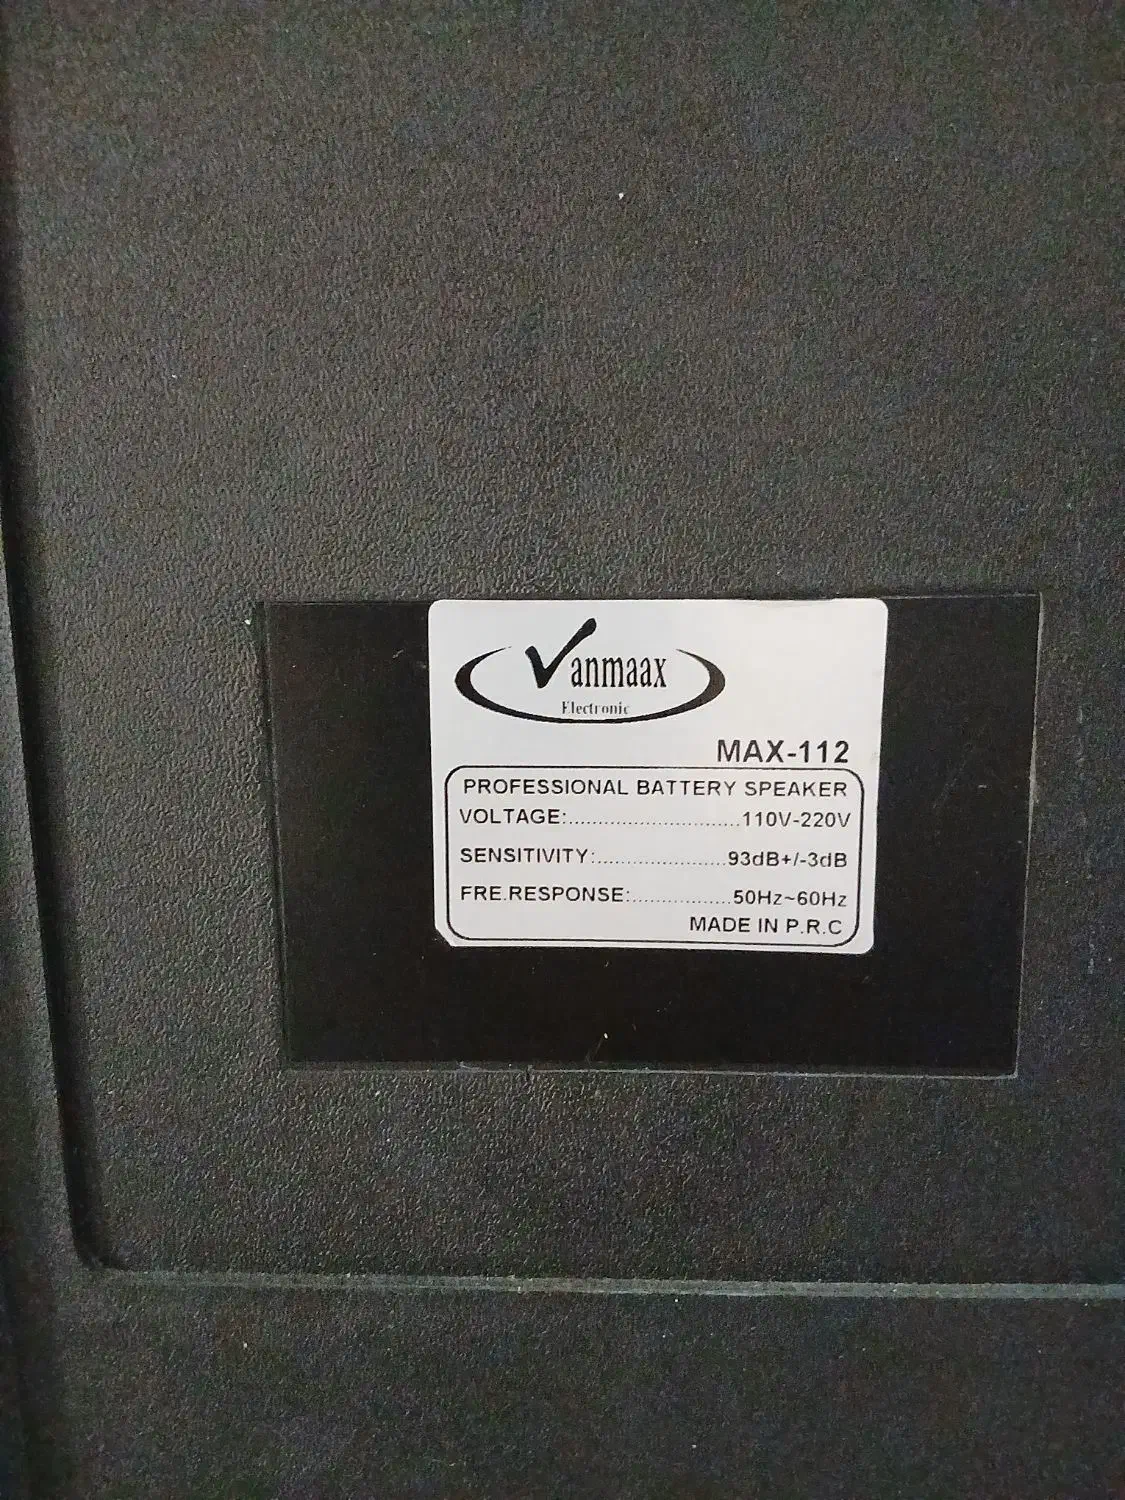 Vanmaax
Electronic
MAX-112
PROFESSIONAL BATTERY SPEAKER
VOLTAGE:.............................110V-220V
SENSITIVITY:......................93dB+/-3dB
FRE.RESPONSE:.................50Hz~60Hz
MADE IN P.R.C